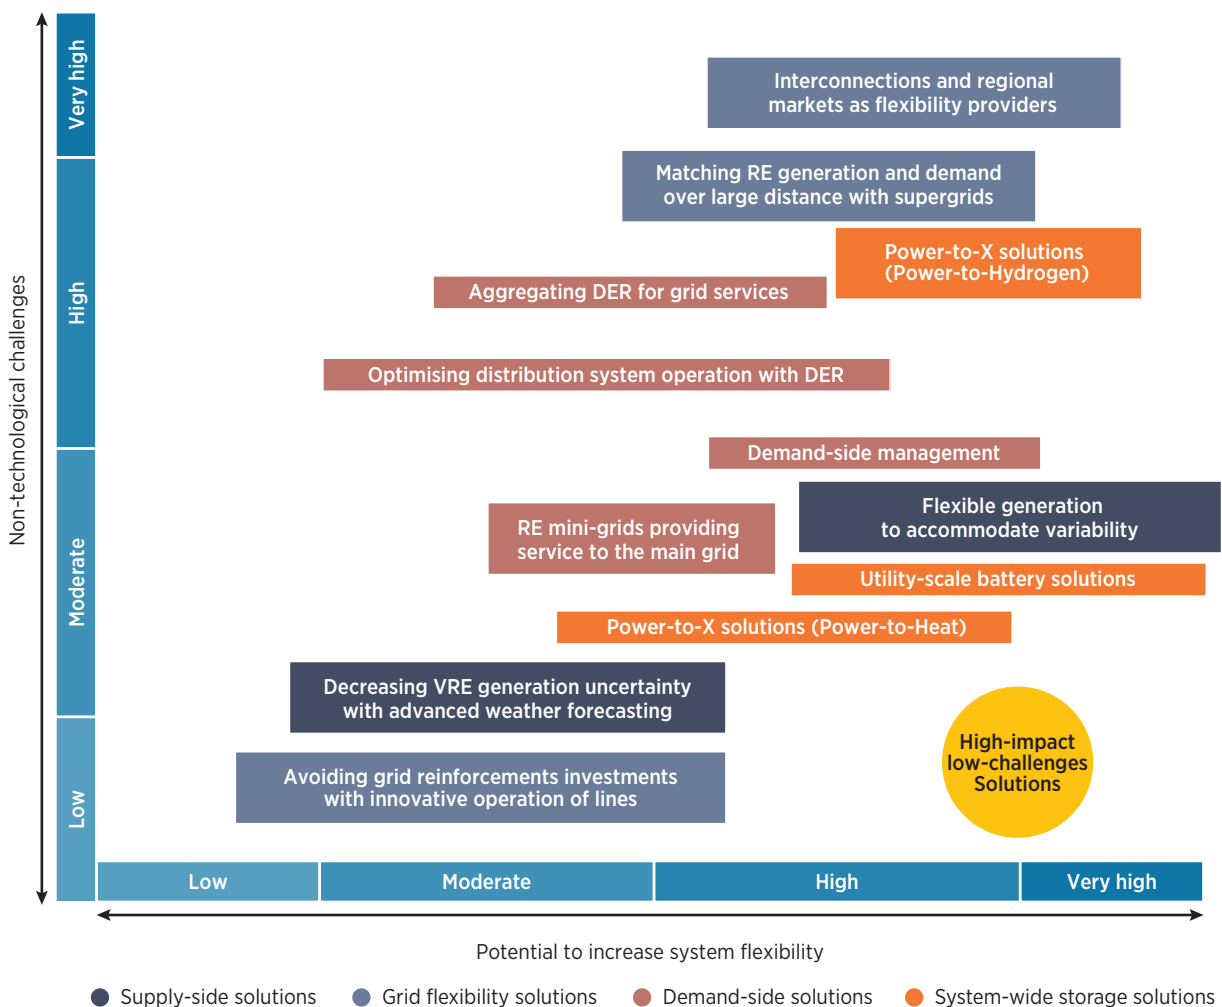 Non-technological challenges
Very high
High
Moderate
Low
Interconnections and regional
markets as flexibility providers
Matching RE generation and demand
over large distance with supergrids
Power-to-X solutions
(Power-to-Hydrogen)
Aggregating DER for grid services
Optimising distribution system operation with DER
Demand-side management
Flexible generation
to accommodate variability
RE mini-grids providing
service to the main grid
Utility-scale battery solutions
Power-to-X solutions (Power-to-Heat)
Decreasing VRE generation uncertainty
with advanced weather forecasting
High-impact
low-challenges
Solutions
Avoiding grid reinforcements investments
with innovative operation of lines
Low
Moderate
High
Very high
Potential to increase system flexibility
Supply-side solutions
Grid flexibility solutions
Demand-side solutions
System-wide storage solutions